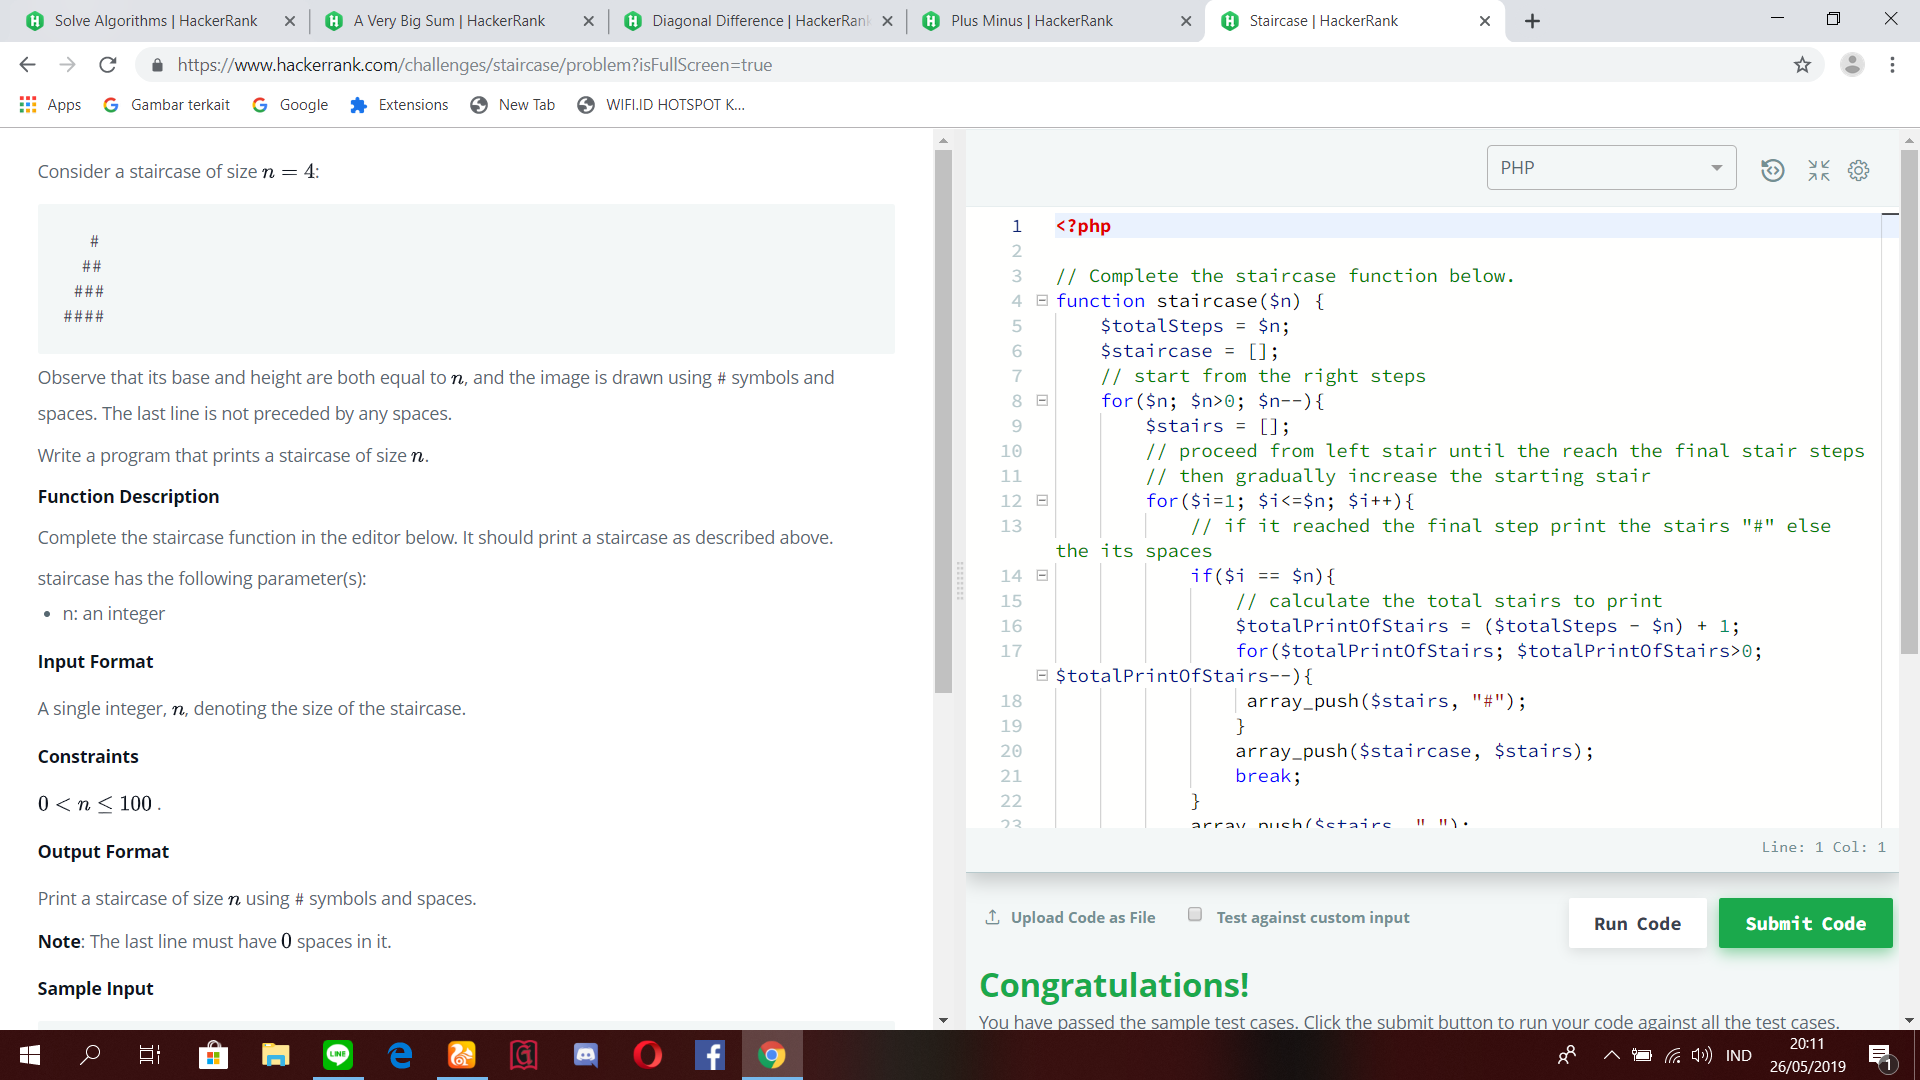 Solve Algorithms | HackerRank
A Very Big Sum | HackerRank
Diagonal Difference | HackerRank
Plus Minus | HackerRank
Staircase | HackerRank
https://www.hackerrank.com/challenges/staircase/problem?isFullScreen=true
Apps
Gambar terkait
Google
Extensions
New Tab
WIFI.ID HOTSPOT K...
Consider a staircase of size n = 4:
#
##
###
####
Observe that its base and height are both equal to n, and the image is drawn using # symbols and
spaces. The last line is not preceded by any spaces.
Write a program that prints a staircase of size n.
Function Description
Complete the staircase function in the editor below. It should print a staircase as described above.
staircase has the following parameter(s):
• n: an integer
Input Format
A single integer, n, denoting the size of the staircase.
Constraints
0 < n ≤ 100 .
Output Format
Print a staircase of size n using # symbols and spaces.
Note: The last line must have 0 spaces in it.
Sample Input
PHP
1 <?php
2
3 // Complete the staircase function below.
4 function staircase($n) {
5 $totalSteps = $n;
6 $staircase = [];
7 // start from the right steps
8 for($n; $n>0; $n--){
9 $stairs = [];
10 // proceed from left stair until the reach the final stair steps
11 // then gradually increase the starting stair
12 for($i=1; $i<=$n; $i++){
13 // if it reached the final step print the stairs "#" else
the its spaces
14 if($i == $n){
15 // calculate the total stairs to print
16 $totalPrintOfStairs = ($totalSteps - $n) + 1;
17 for($totalPrintOfStairs; $totalPrintOfStairs>0;
$totalPrintOfStairs--){
18 array_push($stairs, "#");
19 }
20 array_push($staircase, $stairs);
21 break;
22 }
23 array_push($stairs, " ");
Line: 1 Col: 1
Upload Code as File
Test against custom input
Run Code
Submit Code
Congratulations!
You have passed the sample test cases. Click the submit button to run your code against all the test cases.
LINE
IND
20:11
26/05/2019
1